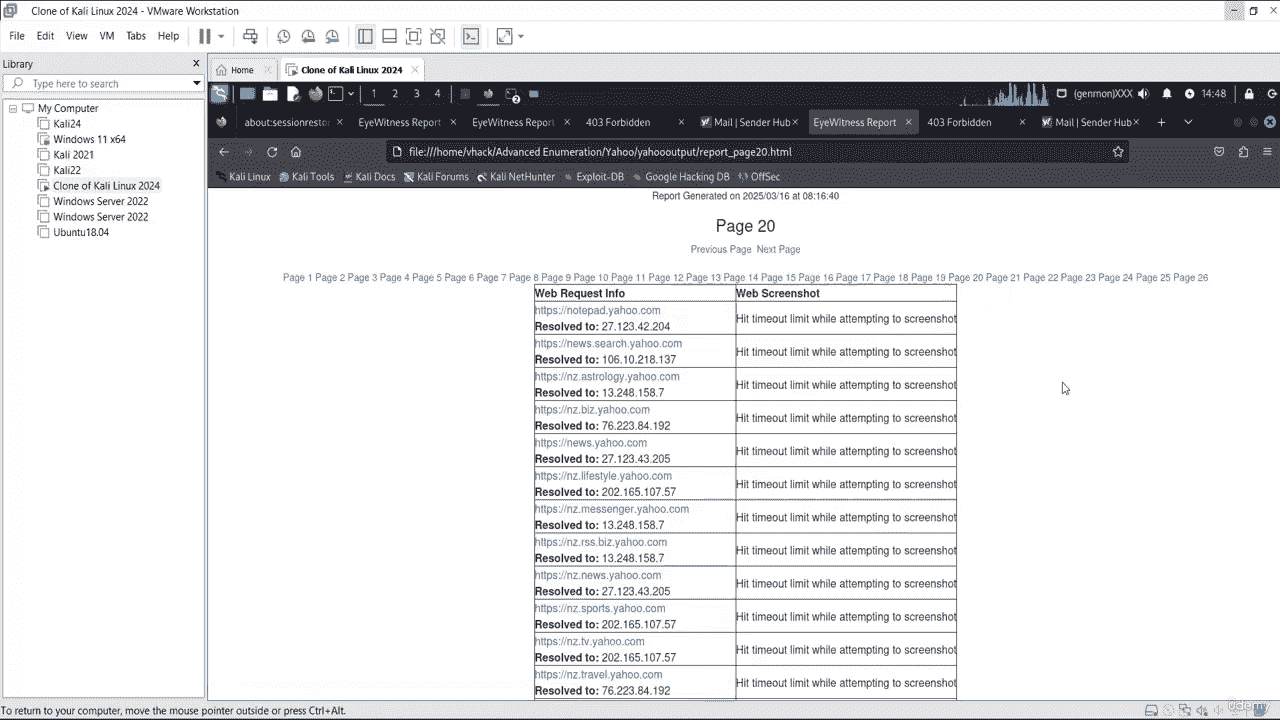 Clone of Kali Linux 2024 - VMware Workstation
File Edit View VM Tabs Help
Library X
Type here to search
Home
Clone of Kali Linux 2024
My Computer
Kali24
Windows 11 x64
Kali 2021
Kali22
Clone of Kali Linux 2024
Windows Server 2022
Windows Server 2022
Ubuntu18.04
1 2 3 4 2 (genmon)XXX 14:48
about:sessionrestor EyeWitness Report EyeWitness Report 403 Forbidden Mail | Sender Hub EyeWitness Report 403 Forbidden Mail | Sender Hub
file:///home/vhack/Advanced Enumeration/Yahoo/yahoooutput/report_page20.html
Kali Linux Kali Tools Kali Docs Kali Forums Kali NetHunter Exploit-DB Google Hacking DB OffSec
Report Generated on 2025/03/16 at 08:16:40
Page 20
Previous Page Next Page
Page 1 Page 2 Page 3 Page 4 Page 5 Page 6 Page 7 Page 8 Page 9 Page 10 Page 11 Page 12 Page 13 Page 14 Page 15 Page 16 Page 17 Page 18 Page 19 Page 20 Page 21 Page 22 Page 23 Page 24 Page 25 Page 26
Web Request Info Web Screenshot
https://notepad.yahoo.com
Resolved to: 27.123.42.204
Hit timeout limit while attempting to screenshot
https://news.search.yahoo.com
Resolved to: 106.10.218.137
Hit timeout limit while attempting to screenshot
https://nz.astrology.yahoo.com
Resolved to: 13.248.158.7
Hit timeout limit while attempting to screenshot
https://nz.biz.yahoo.com
Resolved to: 76.223.84.192
Hit timeout limit while attempting to screenshot
https://news.yahoo.com
Resolved to: 27.123.43.205
Hit timeout limit while attempting to screenshot
https://nz.lifestyle.yahoo.com
Resolved to: 202.165.107.57
Hit timeout limit while attempting to screenshot
https://nz.messenger.yahoo.com
Resolved to: 13.248.158.7
Hit timeout limit while attempting to screenshot
https://nz.rss.biz.yahoo.com
Resolved to: 13.248.158.7
Hit timeout limit while attempting to screenshot
https://nz.news.yahoo.com
Resolved to: 27.123.43.205
Hit timeout limit while attempting to screenshot
https://nz.sports.yahoo.com
Resolved to: 202.165.107.57
Hit timeout limit while attempting to screenshot
https://nz.tv.yahoo.com
Resolved to: 202.165.107.57
Hit timeout limit while attempting to screenshot
https://nz.travel.yahoo.com
Resolved to: 76.223.84.192
Hit timeout limit while attempting to screenshot
To return to your computer, move the mouse pointer outside or press Ctrl+Alt.